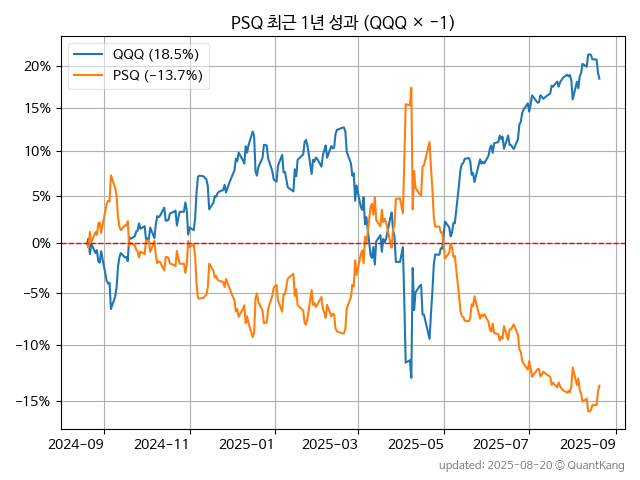 PSQ 최근 1년 성과 (QQQ × −1)
QQQ (18.5%)
PSQ (−13.7%)
20%
15%
10%
5%
0%
−5%
−10%
−15%
2024−09 2024−11 2025−01 2025−03 2025−05 2025−07 2025−09
updated: 2025-08-20 © QuantKang